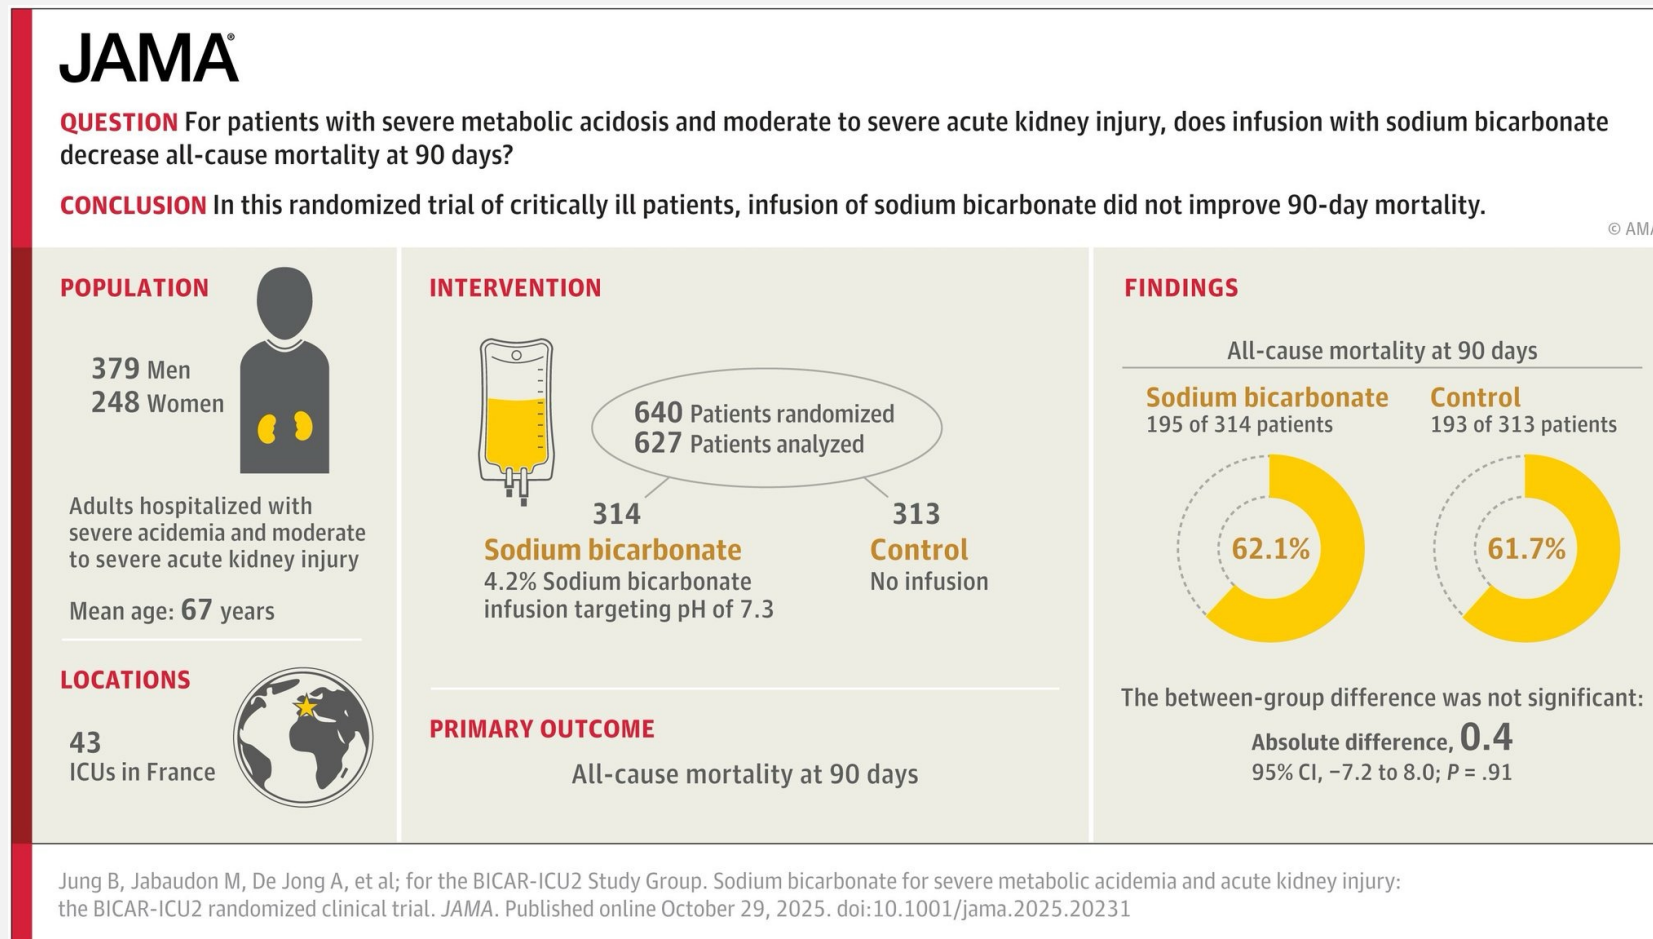 JAMA®
QUESTION For patients with severe metabolic acidosis and moderate to severe acute kidney injury, does infusion with sodium bicarbonate
decrease all-cause mortality at 90 days?
CONCLUSION In this randomized trial of critically ill patients, infusion of sodium bicarbonate did not improve 90-day mortality.
© AMA
POPULATION
379 Men
248 Women
Adults hospitalized with
severe acidemia and moderate
to severe acute kidney injury
Mean age: 67 years
LOCATIONS
43
ICUs in France
INTERVENTION
640 Patients randomized
627 Patients analyzed
314
Sodium bicarbonate
4.2% Sodium bicarbonate
infusion targeting pH of 7.3
313
Control
No infusion
PRIMARY OUTCOME
All-cause mortality at 90 days
FINDINGS
All-cause mortality at 90 days
Sodium bicarbonate
195 of 314 patients
62.1%
Control
193 of 313 patients
61.7%
The between-group difference was not significant:
Absolute difference, 0.4
95% CI, −7.2 to 8.0; P = .91
Jung B, Jabaudon M, De Jong A, et al; for the BICAR-ICU2 Study Group. Sodium bicarbonate for severe metabolic acidemia and acute kidney injury:
the BICAR-ICU2 randomized clinical trial. JAMA. Published online October 29, 2025. doi:10.1001/jama.2025.20231